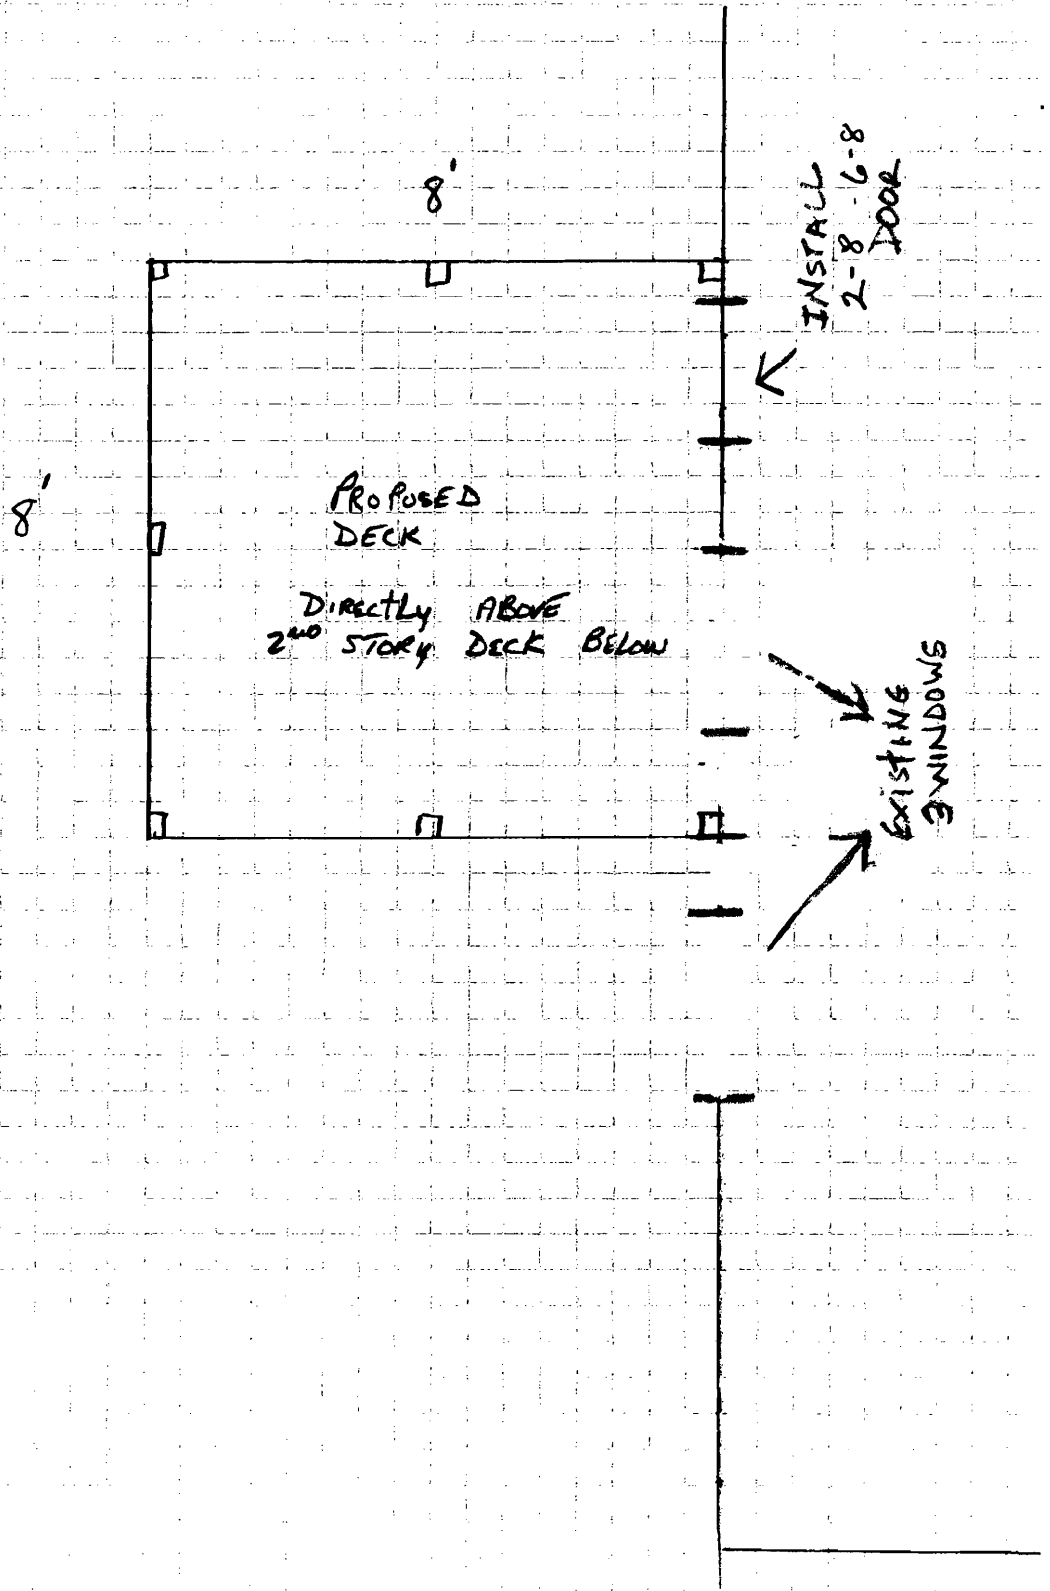 8'
INSTALL
2-8 6-8
DOOR
8'
PROPOSED
DECK
DIRECTLY ABOVE
2ND STORY DECK BELOW
EXISTING
3 WINDOWS